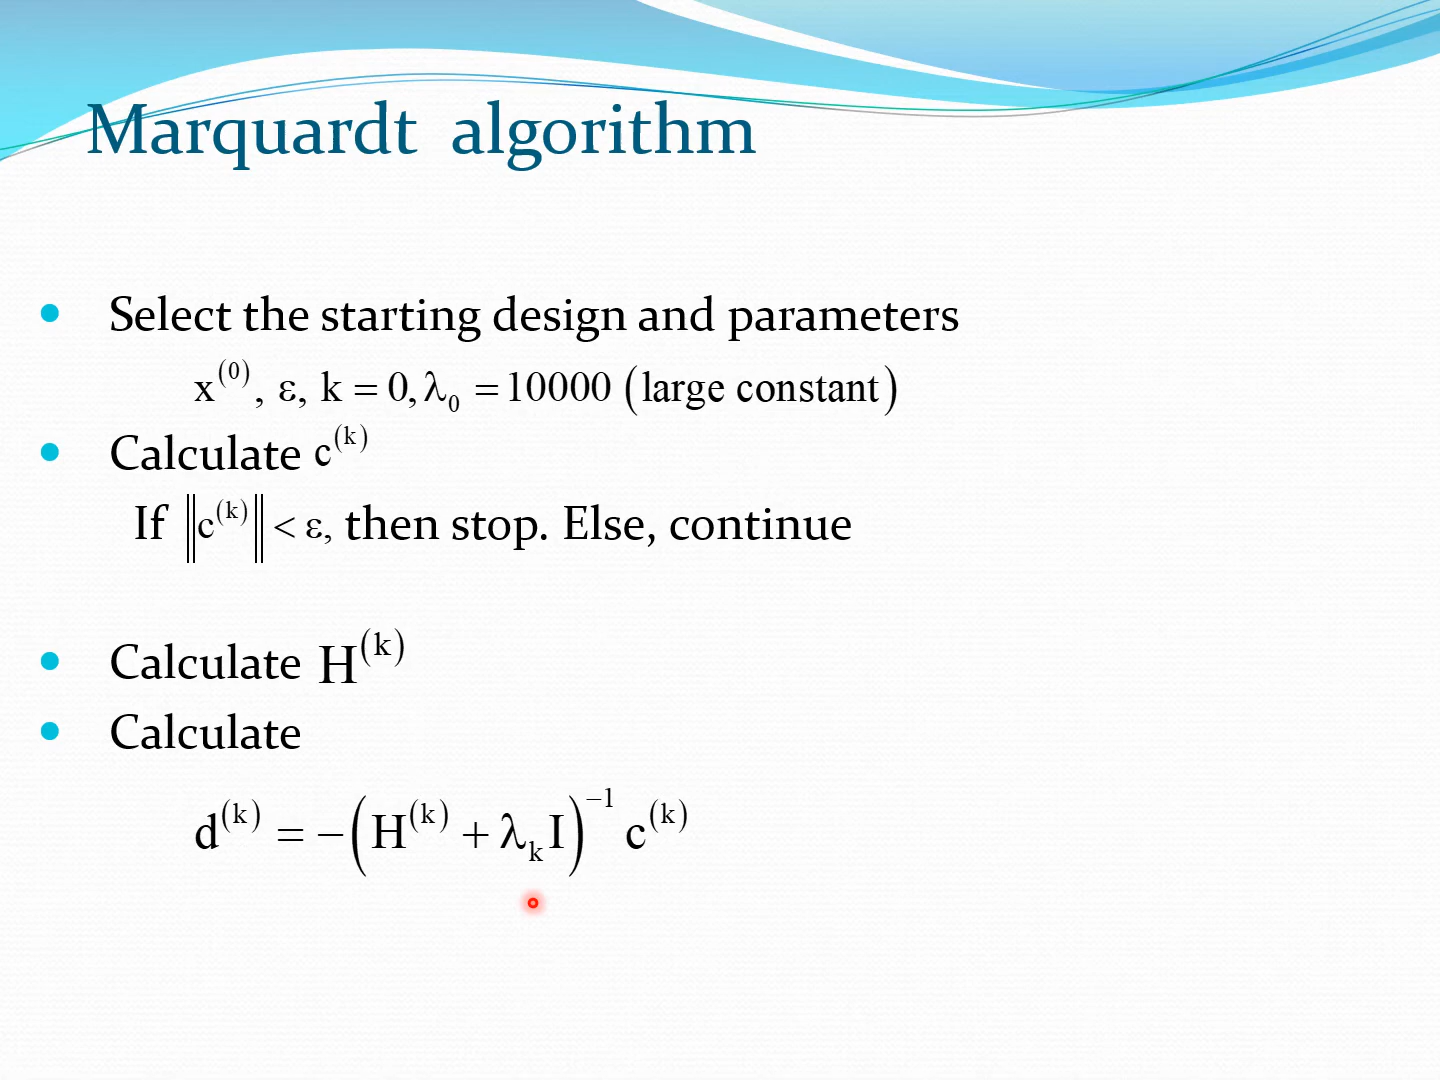 Marquardt algorithm
• Select the starting design and parameters
x^(0), ε, k = 0, λ_0 = 10000 (large constant)
• Calculate c^(k)
If ‖c^(k)‖ < ε, then stop. Else, continue
• Calculate H^(k)
• Calculate
d^(k) = −(H^(k) + λ_k I)^−1 c^(k)